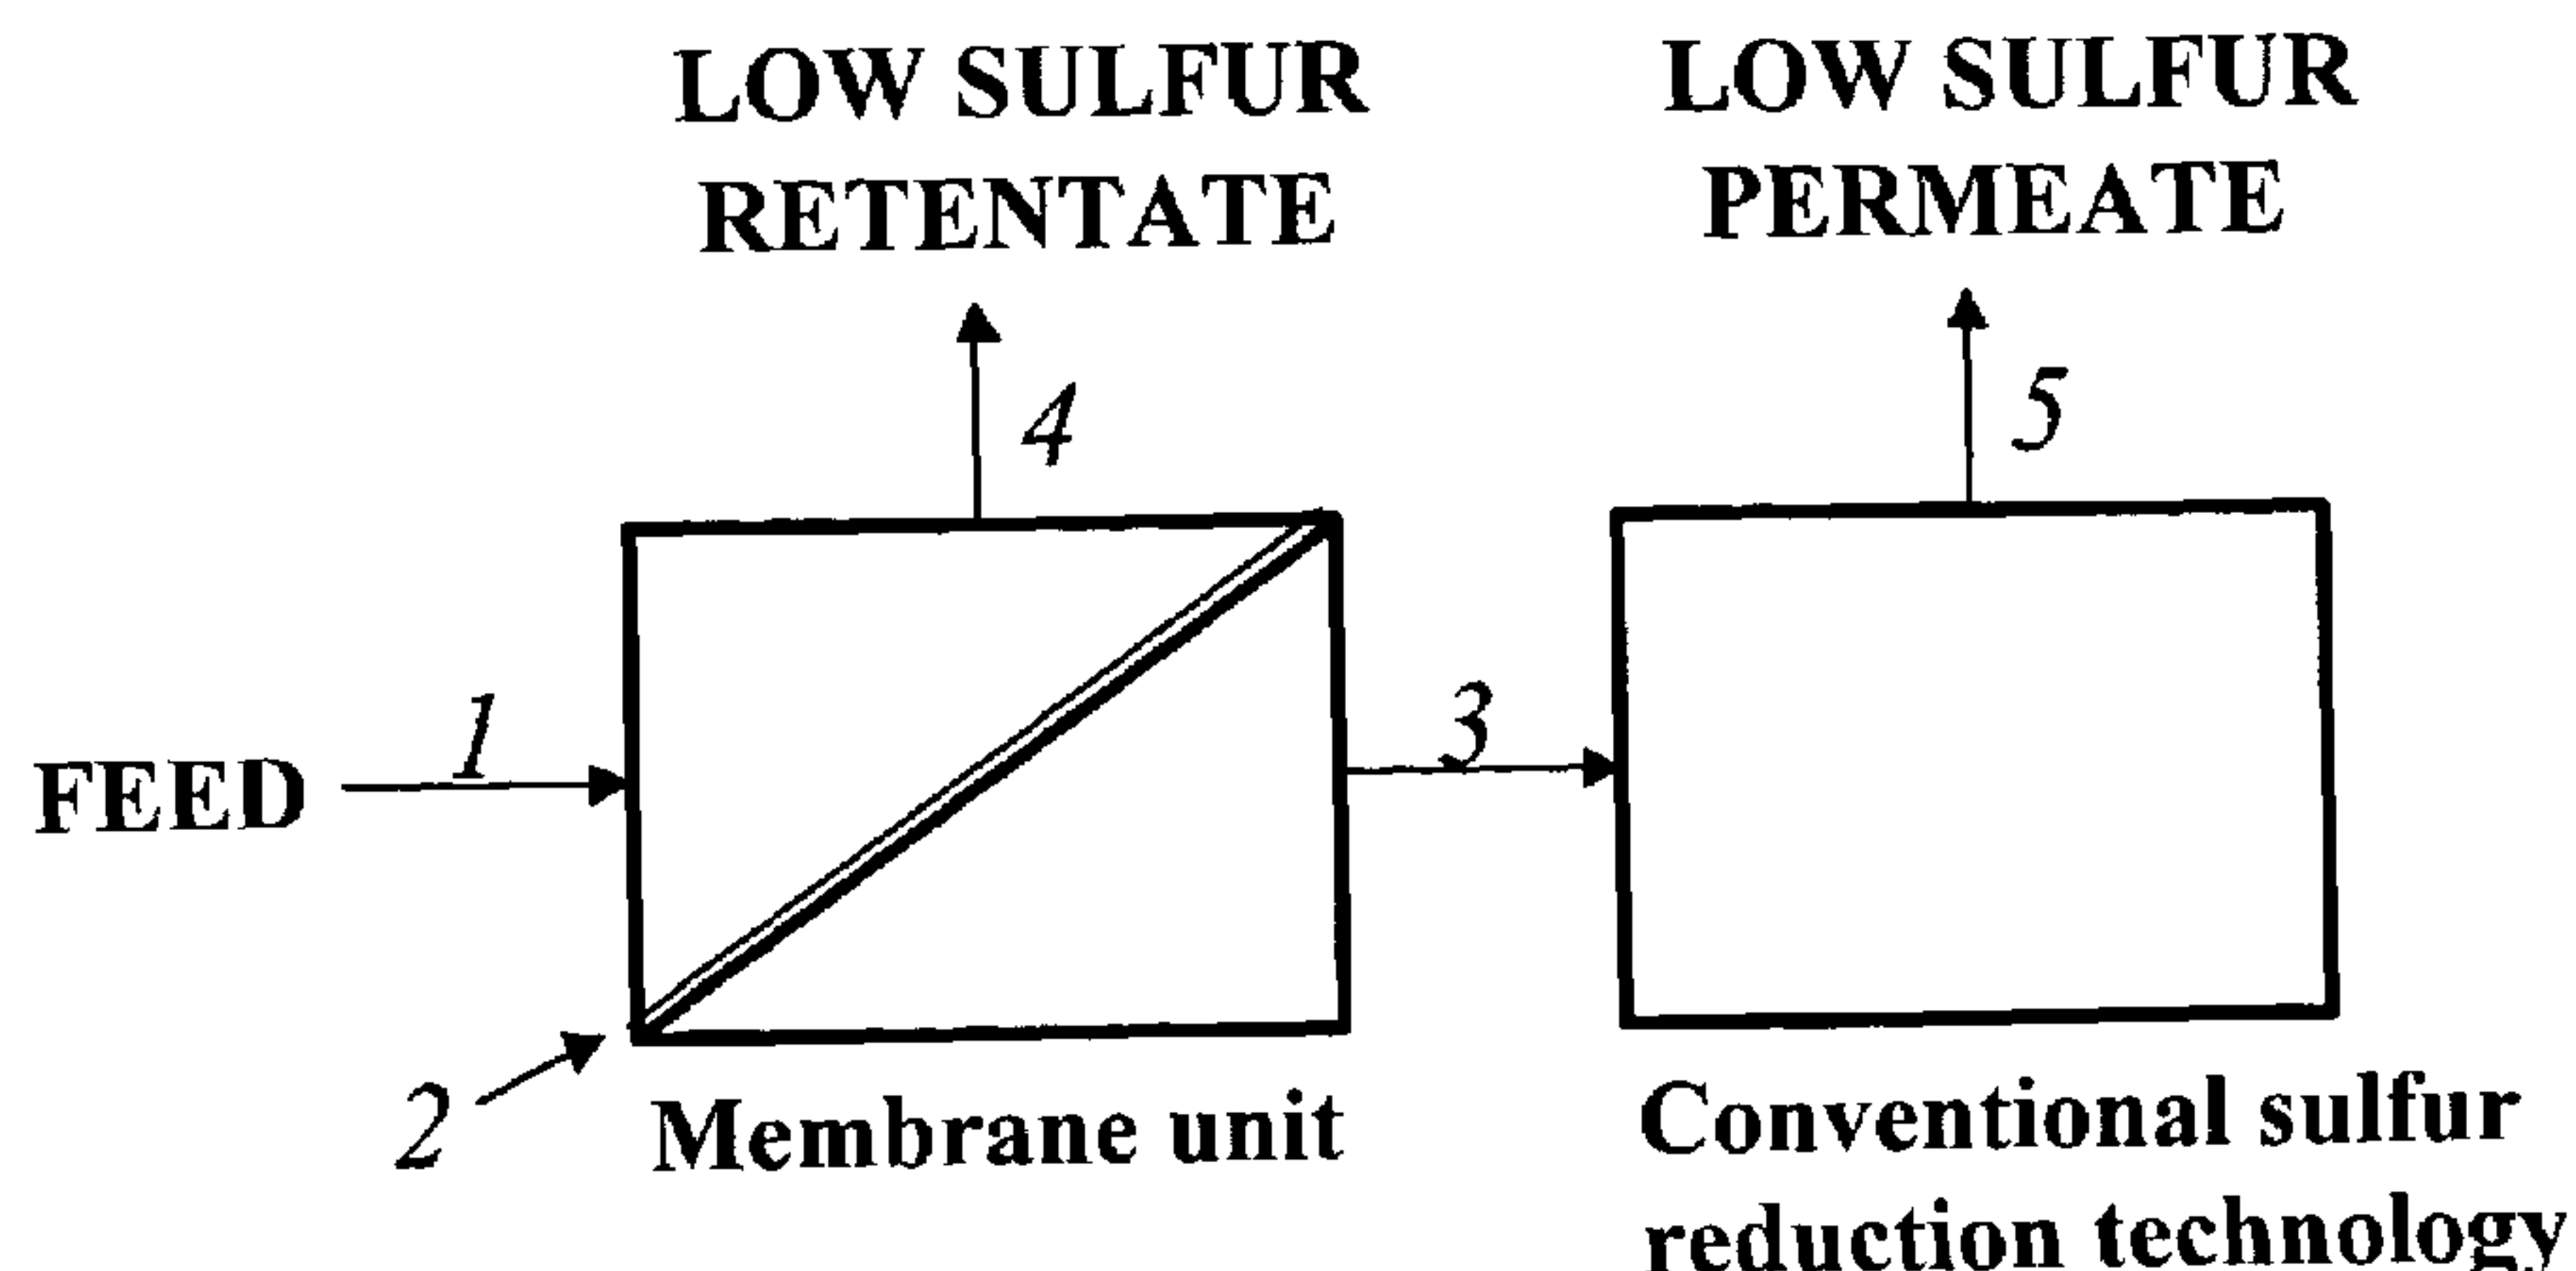 LOW SULFUR
RETENTATE
LOW SULFUR
PERMEATE
4
5
FEED
1
3
2
Membrane unit
Conventional sulfur
reduction technology